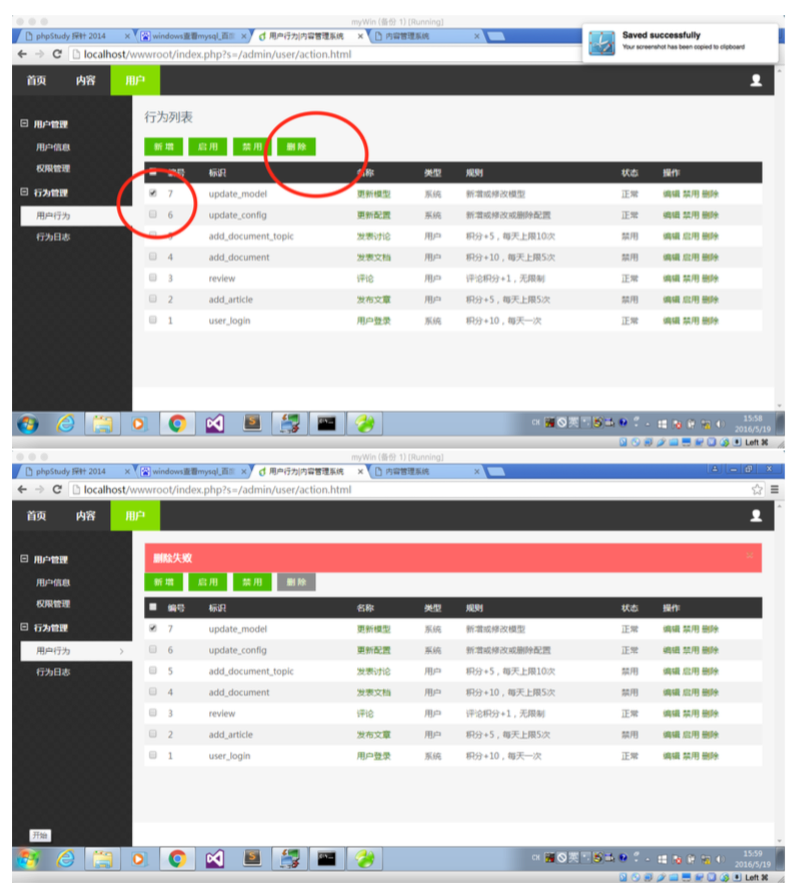 myWin (备份 1) [Running]
phpStudy 探针 2014 × windows查看mysql_百 × 用户行为|内容管理系统 × 内容管理系统 ×
Saved successfully
Your screenshot has been copied to clipboard
localhost/wwwroot/index.php?s=/admin/user/action.html
首页 内容 用户
用户管理
用户信息
权限管理
行为管理
用户行为
行为日志
行为列表
新增 启用 禁用 删除
编号 标识 名称 类型 规则 状态 操作
7 update_model 更新模型 系统 新增或修改模型 正常 编辑 禁用 删除
6 update_config 更新配置 系统 新增或修改或删除配置 正常 编辑 禁用 删除
5 add_document_topic 发表讨论 用户 积分+5，每天上限10次 禁用 编辑 启用 删除
4 add_document 发表文档 用户 积分+10，每天上限5次 禁用 编辑 启用 删除
3 review 评论 用户 评论积分+1，无限制 正常 编辑 禁用 删除
2 add_article 发布文章 用户 积分+5，每天上限5次 禁用 编辑 启用 删除
1 user_login 用户登录 系统 积分+10，每天一次 正常 编辑 禁用 删除
CH 英 15:58
2016/5/19
Left ⌘
myWin (备份 1) [Running]
phpStudy 探针 2014 × windows查看mysql_百 × 用户行为|内容管理系统 × 内容管理系统 ×
localhost/wwwroot/index.php?s=/admin/user/action.html
首页 内容 用户
用户管理
用户信息
权限管理
行为管理
用户行为
行为日志
删除失败
新增 启用 禁用 删除
编号 标识 名称 类型 规则 状态 操作
7 update_model 更新模型 系统 新增或修改模型 正常 编辑 禁用 删除
6 update_config 更新配置 系统 新增或修改或删除配置 正常 编辑 禁用 删除
5 add_document_topic 发表讨论 用户 积分+5，每天上限10次 禁用 编辑 启用 删除
4 add_document 发表文档 用户 积分+10，每天上限5次 禁用 编辑 启用 删除
3 review 评论 用户 评论积分+1，无限制 正常 编辑 禁用 删除
2 add_article 发布文章 用户 积分+5，每天上限5次 禁用 编辑 启用 删除
1 user_login 用户登录 系统 积分+10，每天一次 正常 编辑 禁用 删除
开始
CH 英 15:59
2016/5/19
Left ⌘